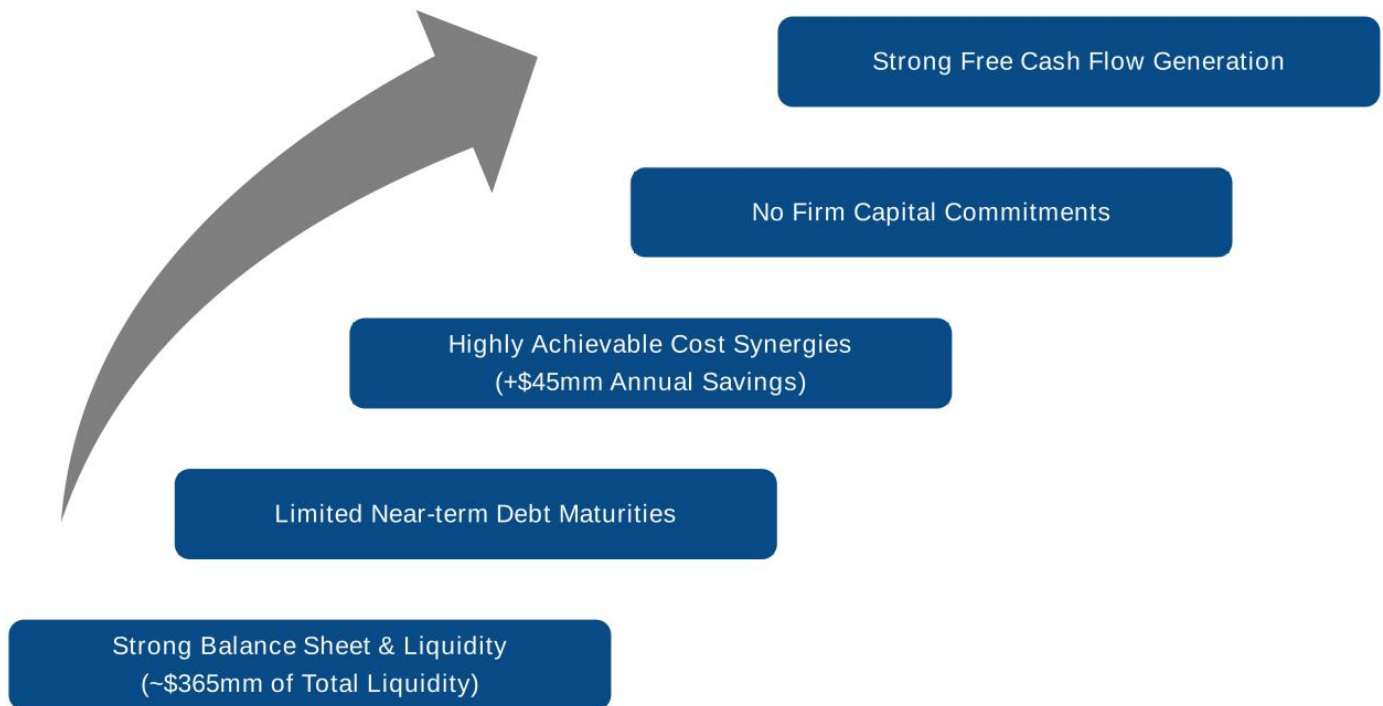 Strong Free Cash Flow Generation
No Firm Capital Commitments
Highly Achievable Cost Synergies
(+$45mm Annual Savings)
Limited Near-term Debt Maturities
Strong Balance Sheet & Liquidity
(~$365mm of Total Liquidity)